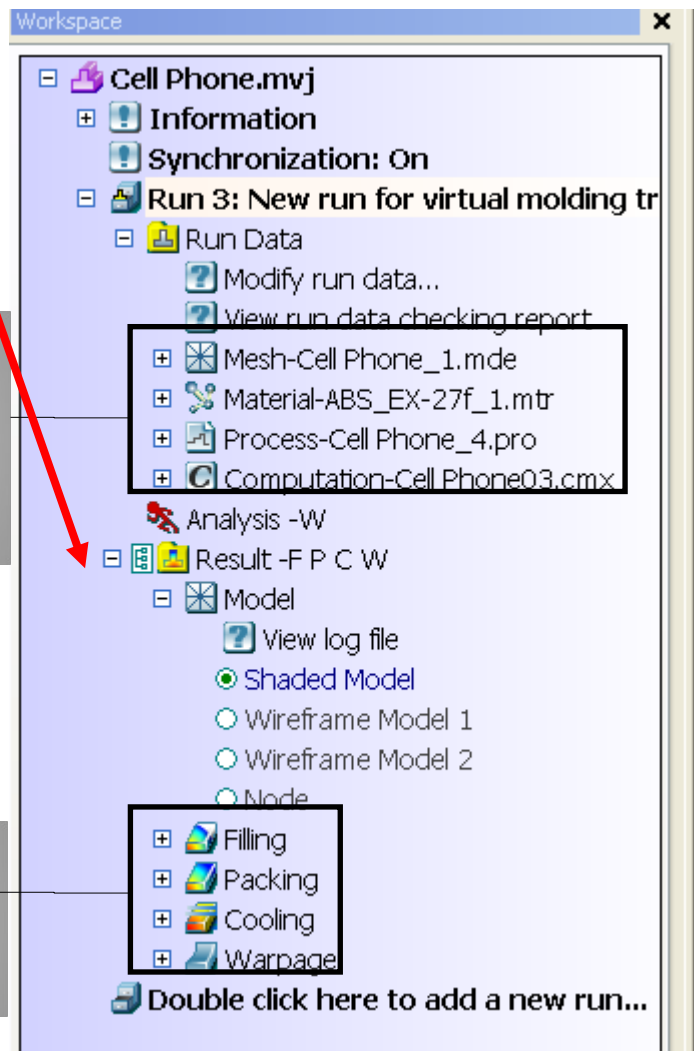 Workspace
Cell Phone.mvj
Information
Synchronization: On
Run 3: New run for virtual molding tr
Run Data
Modify run data...
View run data checking report
Mesh-Cell Phone_1.mde
Material-ABS_EX-27f_1.mtr
Process-Cell Phone_4.pro
Computation-Cell Phone03.cmx
Analysis -W
Result -F P C W
Model
View log file
Shaded Model
Wireframe Model 1
Wireframe Model 2
Node
Filling
Packing
Cooling
Warpage
Double click here to add a new run...